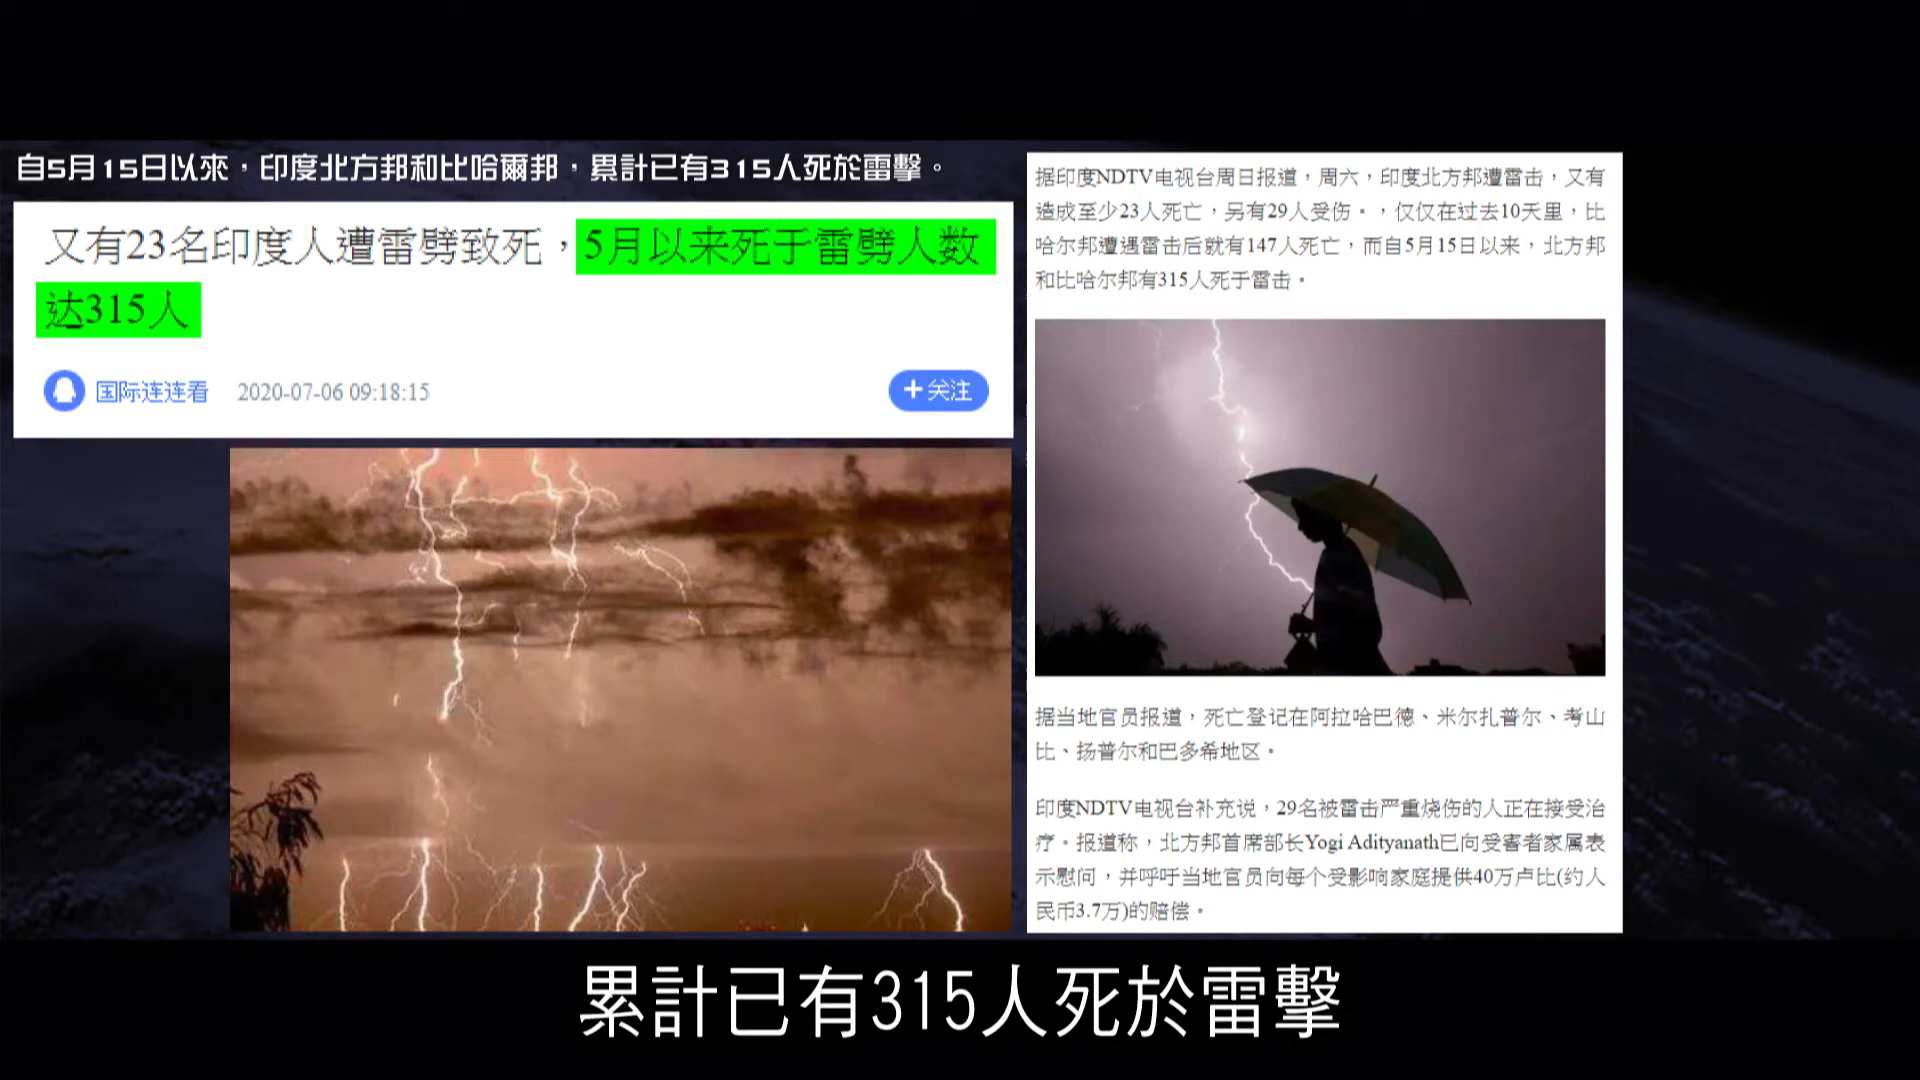 自5月15日以來，印度北方邦和比哈爾邦，累計已有315人死於雷擊。
又有23名印度人遭雷劈致死，5月以来死于雷劈人数
达315人
国际连连看 2020-07-06 09:18:15
+关注
据印度NDTV电视台周日报道，周六，印度北方邦遭雷击，又有
造成至少23人死亡，另有29人受伤。，仅仅在过去10天里，比
哈尔邦遭遇雷击后就有147人死亡，而自5月15日以来，北方邦
和比哈尔邦有315人死于雷击。
据当地官员报道，死亡登记在阿拉哈巴德、米尔扎普尔、考山
比、扬普尔和巴多希地区。
印度NDTV电视台补充说，29名被雷击严重烧伤的人正在接受治
疗。报道称，北方邦首席部长Yogi Adityanath已向受害者家属表
示慰问，并呼吁当地官员向每个受影响家庭提供40万卢比(约人
民币3.7万)的赔偿。
累計已有315人死於雷擊